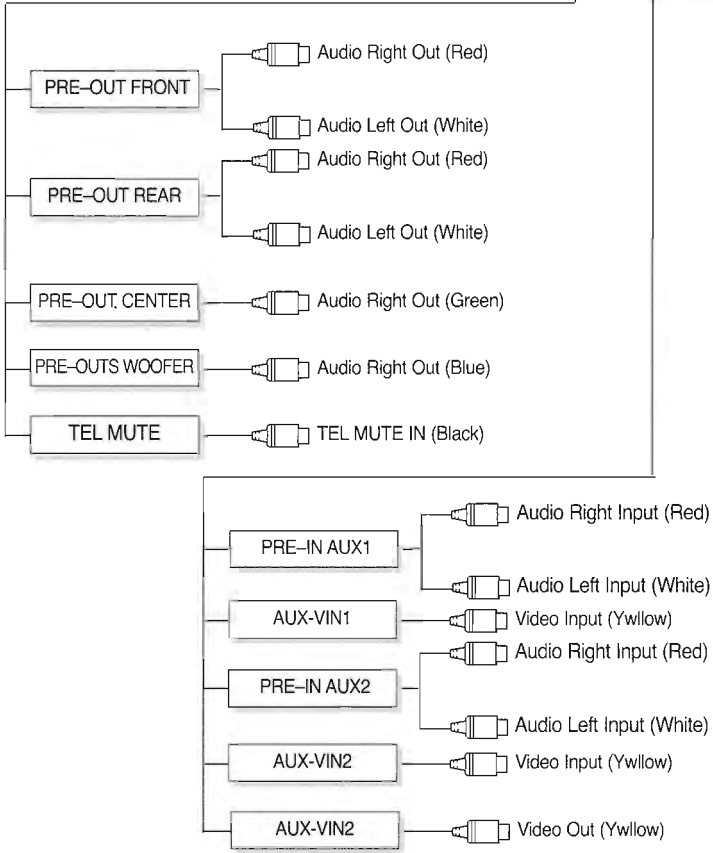 Audio Right Out (Red)
PRE–OUT FRONT
Audio Left Out (White)
Audio Right Out (Red)
PRE–OUT REAR
Audio Left Out (White)
PRE–OUT. CENTER
Audio Right Out (Green)
PRE–OUTS WOOFER
Audio Right Out (Blue)
TEL MUTE
TEL MUTE IN (Black)
Audio Right Input (Red)
PRE–IN AUX1
Audio Left Input (White)
AUX-VIN1
Video Input (Ywllow)
Audio Right Input (Red)
PRE–IN AUX2
Audio Left Input (White)
AUX-VIN2
Video Input (Ywllow)
AUX-VIN2
Video Out (Ywllow)